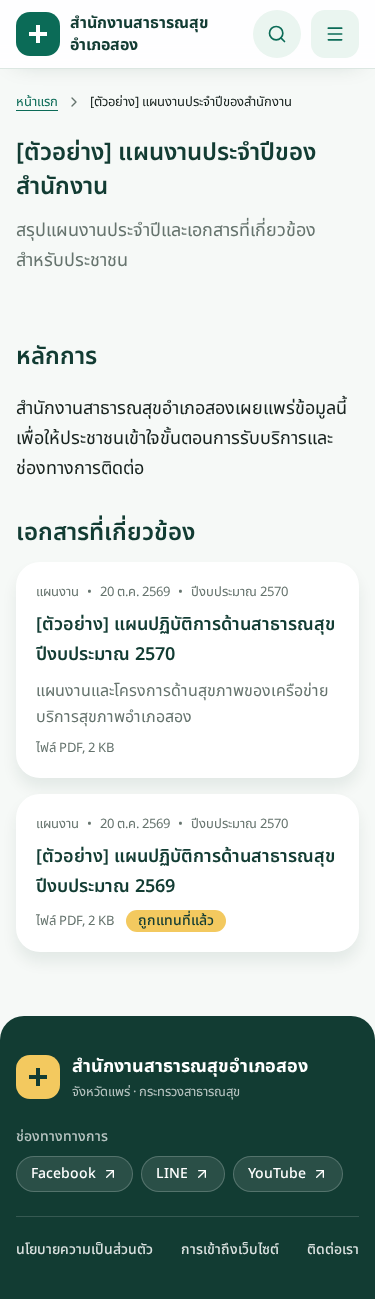 สำนักงานสาธารณสุข
อำเภอสอง
หน้าแรก > [ตัวอย่าง] แผนงานประจำปีของสำนักงาน
[ตัวอย่าง] แผนงานประจำปีของ
สำนักงาน
สรุปแผนงานประจำปีและเอกสารที่เกี่ยวข้อง
สำหรับประชาชน
หลักการ
สำนักงานสาธารณสุขอำเภอสองเผยแพร่ข้อมูลนี้
เพื่อให้ประชาชนเข้าใจขั้นตอนการรับบริการและ
ช่องทางการติดต่อ
เอกสารที่เกี่ยวข้อง
แผนงาน • 20 ต.ค. 2569 • ปีงบประมาณ 2570
[ตัวอย่าง] แผนปฏิบัติการด้านสาธารณสุข
ปีงบประมาณ 2570
แผนงานและโครงการด้านสุขภาพของเครือข่าย
บริการสุขภาพอำเภอสอง
ไฟล์ PDF, 2 KB
แผนงาน • 20 ต.ค. 2569 • ปีงบประมาณ 2570
[ตัวอย่าง] แผนปฏิบัติการด้านสาธารณสุข
ปีงบประมาณ 2569
ไฟล์ PDF, 2 KB ถูกแทนที่แล้ว
สำนักงานสาธารณสุขอำเภอสอง
จังหวัดแพร่ · กระทรวงสาธารณสุข
ช่องทางทางการ
Facebook LINE YouTube
นโยบายความเป็นส่วนตัว การเข้าถึงเว็บไซต์ ติดต่อเรา